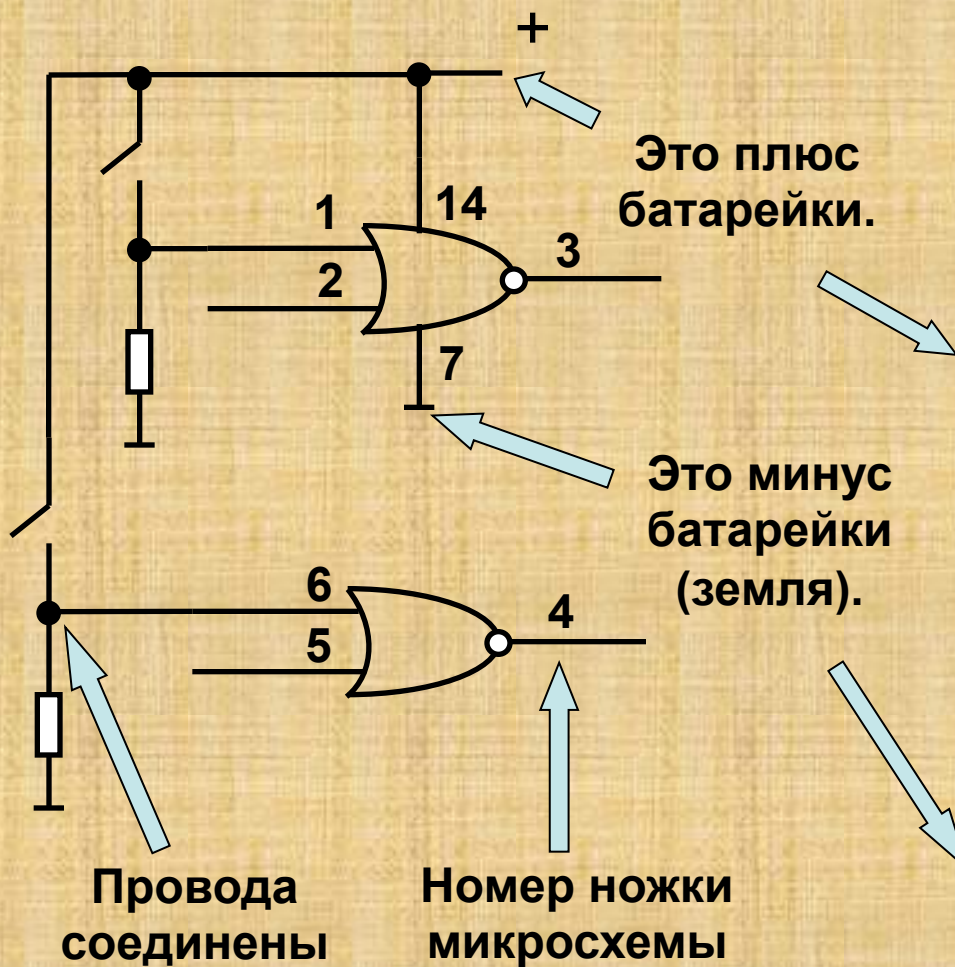 +
Это плюс
батарейки.
1
14
2
3
7
Это минус
батарейки
(земля).
6
4
5
Провода
соединены
Номер ножки
микросхемы